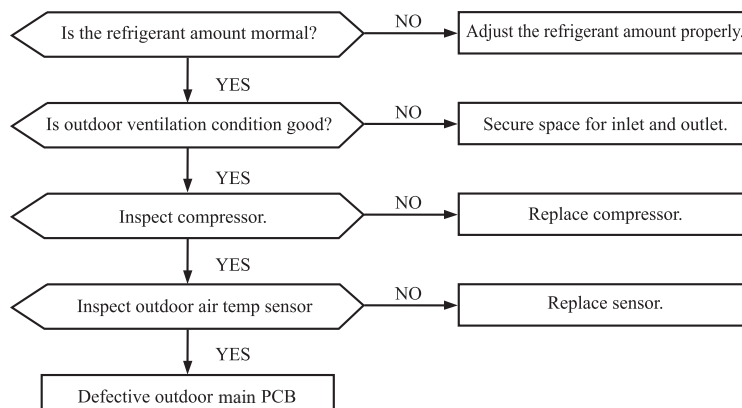 Is the refrigerant amount mormal?
NO
Adjust the refrigerant amount properly.
YES
Is outdoor ventilation condition good?
NO
Secure space for inlet and outlet.
YES
Inspect compressor.
NO
Replace compressor.
YES
Inspect outdoor air temp sensor
NO
Replace sensor.
YES
Defective outdoor main PCB